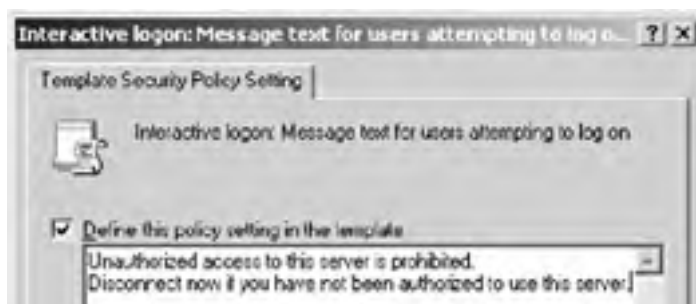 Interactive logon: Message text for users attempting to log o...
Template Security Policy Setting
Interactive logon: Message text for users attempting to log on
Define this policy setting in the template
Unauthorized access to this server is prohibited.
Disconnect now if you have not been authorized to use this server.